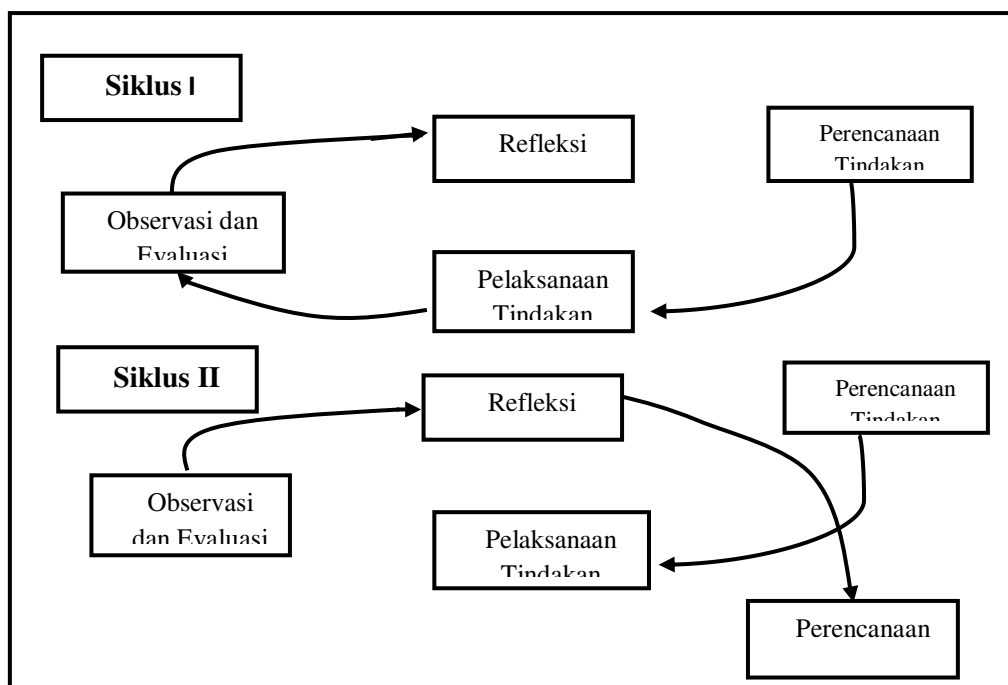 Siklus I
Refleksi
Perencanaan
Tindakan
Observasi dan
Evaluasi
Pelaksanaan
Tindakan
Siklus II
Refleksi
Perencanaan
Tindakan
Observasi
dan Evaluasi
Pelaksanaan
Tindakan
Perencanaan